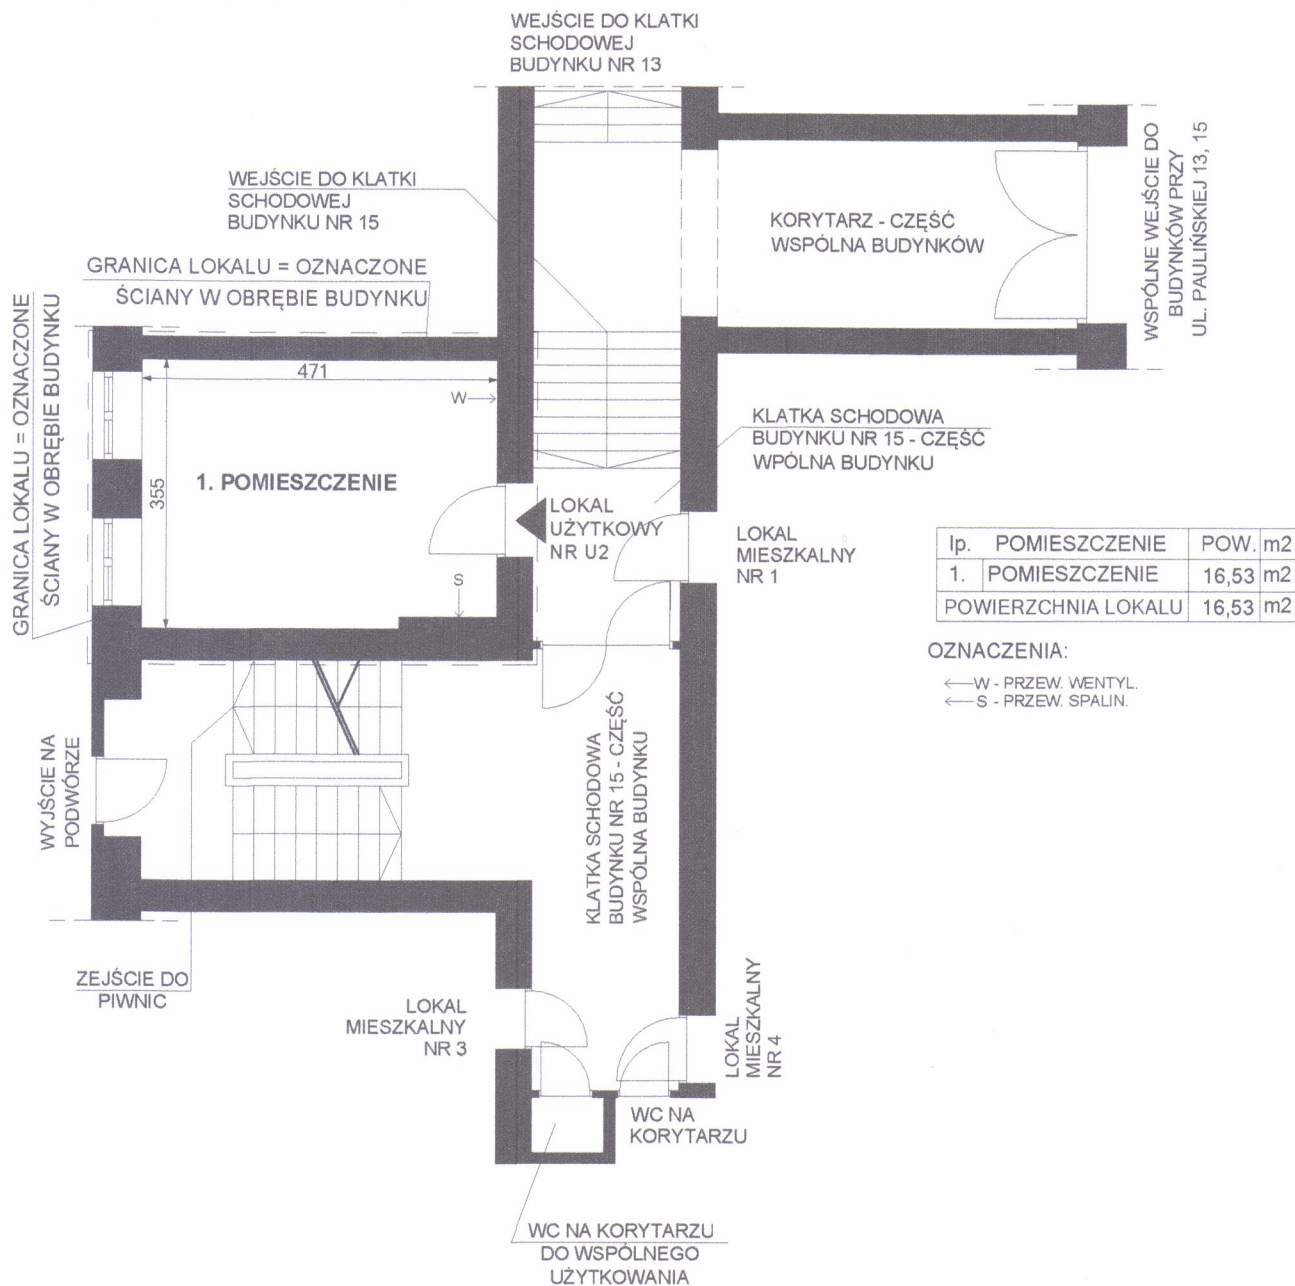 WEJŚCIE DO KLATKI
SCHODOWEJ
BUDYNKU NR 13
WEJŚCIE DO KLATKI
SCHODOWEJ
BUDYNKU NR 15
KORYTARZ - CZĘŚĆ
WSPÓLNA BUDYNKÓW
WSPÓLNE WEJŚCIE DO
BUDYNKÓW PRZY
UL. PAULIŃSKIEJ 13, 15
GRANICA LOKALU = OZNACZONE
ŚCIANY W OBRĘBIE BUDYNKU
GRANICA LOKALU = OZNACZONE
ŚCIANY W OBRĘBIE BUDYNKU
471
W
355
1. POMIESZCZENIE
S
KLATKA SCHODOWA
BUDYNKU NR 15 - CZĘŚĆ
WPÓLNA BUDYNKU
LOKAL
UŻYTKOWY
NR U2
LOKAL
MIESZKALNY
NR 1
lp. POMIESZCZENIE POW. m2
1. POMIESZCZENIE 16,53 m2
POWIERZCHNIA LOKALU 16,53 m2
OZNACZENIA:
W - PRZEW. WENTYL.
S - PRZEW. SPALIN.
WYJŚCIE NA
PODWÓRZE
KLATKA SCHODOWA
BUDYNKU NR 15 - CZĘŚĆ
WSPÓLNA BUDYNKU
ZEJŚCIE DO
PIWNIC
LOKAL
MIESZKALNY
NR 3
LOKAL
MIESZKALNY
NR 4
WC NA
KORYTARZU
WC NA KORYTARZU
DO WSPÓLNEGO
UŻYTKOWANIA